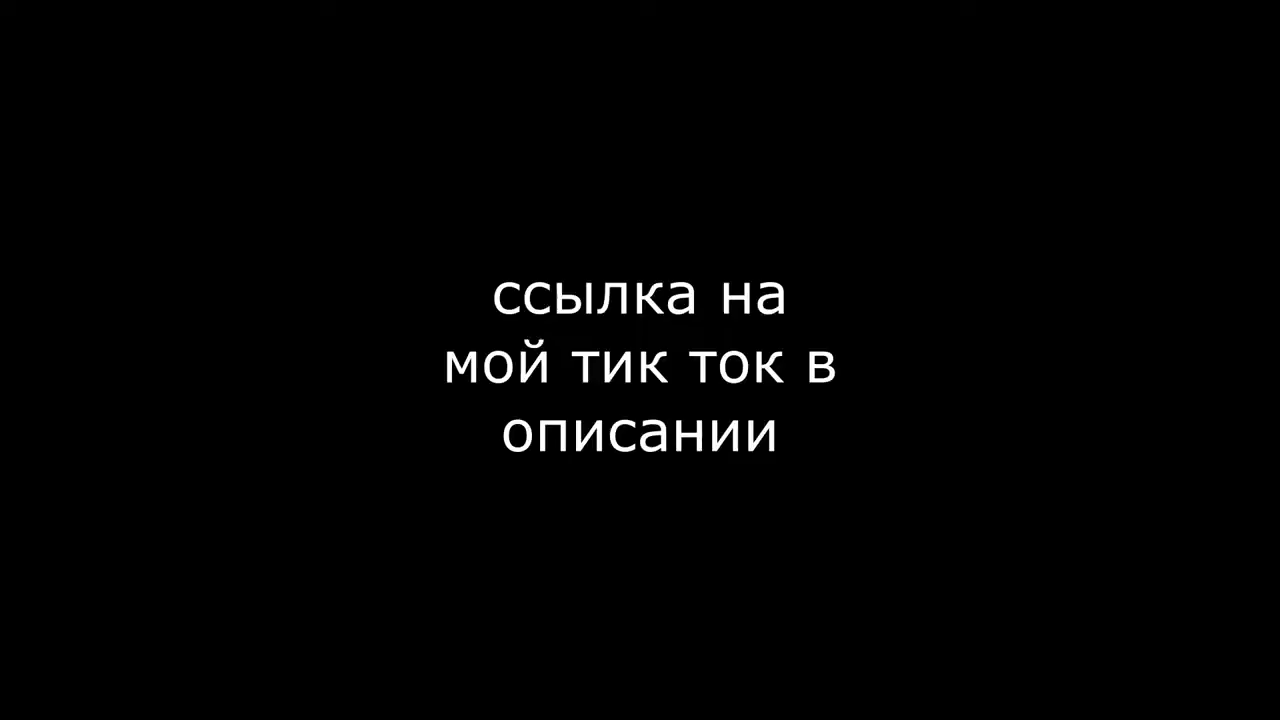 ссылка на
мой тик ток в
описании